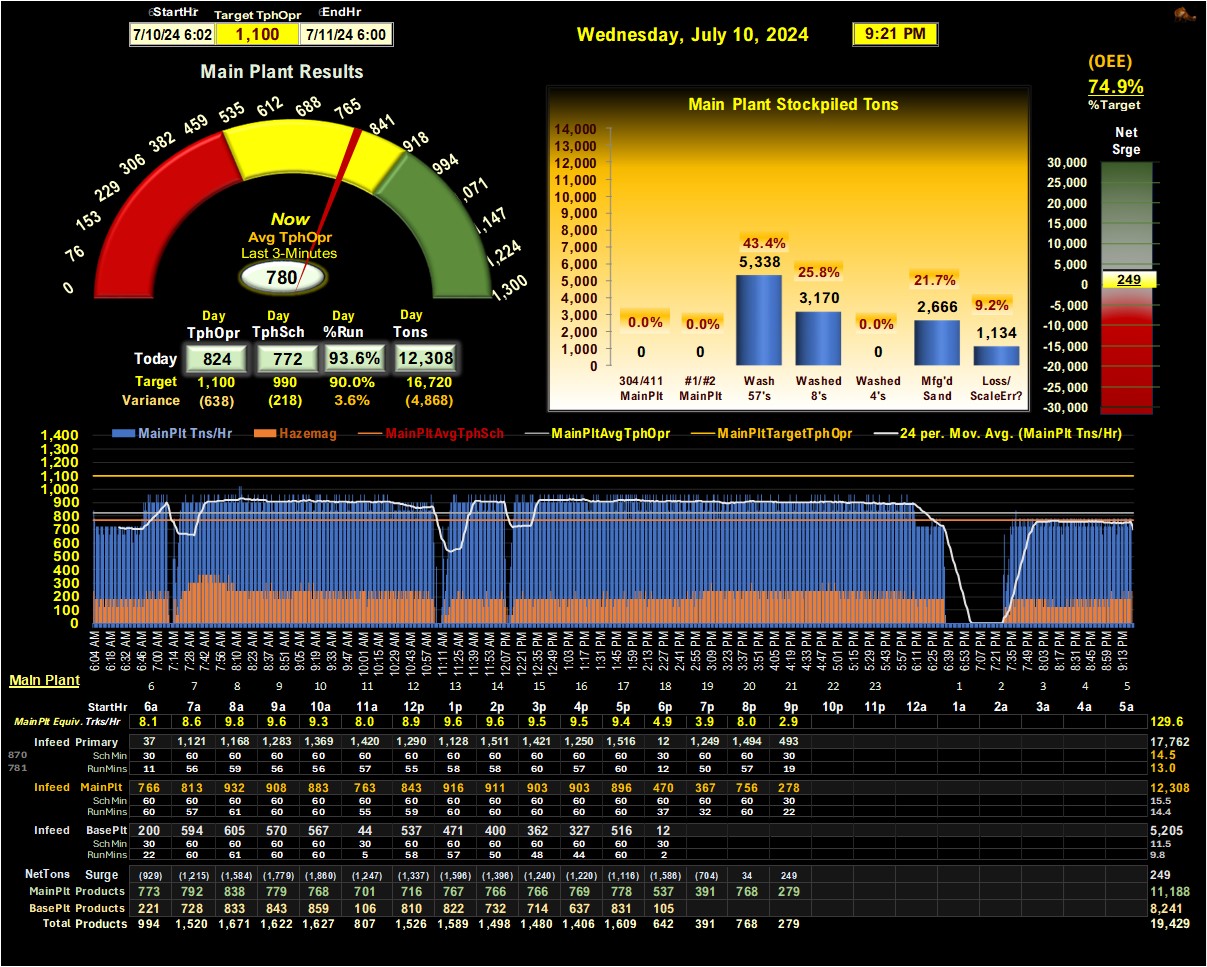 6StartHr Target TphOpr EndHr
7/10/24 6:02 1,100 7/11/24 6:00
Wednesday, July 10, 2024 9:21 PM
(OEE)
74.9%
%Target
Main Plant Results
0 76 153 229 306 382 459 535 612 688 765 841 918 994 ,071 ,147 1,224 1,300
Now
Avg TphOpr
Last 3-Minutes
780
Day Day Day Day
TphOpr TphSch %Run Tons
Today 824 772 93.6% 12,308
Target 1,100 990 90.0% 16,720
Variance (638) (218) 3.6% (4,868)
Main Plant Stockpiled Tons
14,000
13,000
12,000
11,000
10,000
9,000
8,000
7,000
6,000
5,000
4,000
3,000
2,000
1,000
0
0.0% 0.0% 43.4% 25.8% 0.0% 21.7% 9.2%
0 0 5,338 3,170 0 2,666 1,134
304/411 #1/#2 Wash Washed Washed Mfg'd Loss/
MainPlt MainPlt 57's 8's 4's Sand ScaleErr?
Net
Srge
30,000
25,000
20,000
15,000
10,000
5,000
0
-5,000
-10,000
-15,000
-20,000
-25,000
-30,000
249
MainPlt Tns/Hr Hazemag MainPltAvgTphSch MainPltAvgTphOpr MainPltTargetTphOpr 24 per. Mov. Avg. (MainPlt Tns/Hr)
1,400
1,300
1,200
1,100
1,000
900
800
700
600
500
400
300
200
100
0
6:04 AM 6:18 AM 6:32 AM 6:46 AM 7:00 AM 7:14 AM 7:28 AM 7:42 AM 7:56 AM 8:10 AM 8:23 AM 8:37 AM 8:51 AM 9:05 AM 9:19 AM 9:33 AM 9:47 AM 10:01 AM 10:15 AM 10:29 AM 10:43 AM 10:57 AM 11:11 AM 11:25 AM 11:39 AM 11:53 AM 12:07 PM 12:21 PM 12:35 PM 12:49 PM 1:03 PM 1:17 PM 1:31 PM 1:45 PM 1:59 PM 2:13 PM 2:27 PM 2:41 PM 2:55 PM 3:09 PM 3:23 PM 3:37 PM 3:51 PM 4:05 PM 4:19 PM 4:33 PM 4:47 PM 5:01 PM 5:15 PM 5:29 PM 5:43 PM 5:57 PM 6:11 PM 6:25 PM 6:39 PM 6:53 PM 7:07 PM 7:21 PM 7:35 PM 7:49 PM 8:03 PM 8:17 PM 8:31 PM 8:45 PM 8:59 PM 9:13 PM
Main Plant
6 7 8 9 10 11 12 13 14 15 16 17 18 19 20 21 22 23 1 2 3 4 5
StartHr 6a 7a 8a 9a 10a 11a 12p 1p 2p 3p 4p 5p 6p 7p 8p 9p 10p 11p 12a 1a 2a 3a 4a 5a
MainPlt Equiv. Trks/Hr 8.1 8.6 9.8 9.6 9.3 8.0 8.9 9.6 9.6 9.5 9.5 9.4 4.9 3.9 8.0 2.9 129.6
Infeed Primary 37 1,121 1,168 1,283 1,369 1,420 1,290 1,128 1,511 1,421 1,250 1,516 12 1,249 1,494 493 17,762
870 Sch Min 30 60 60 60 60 60 60 60 60 60 60 60 30 60 60 30 14.5
781 RunMins 11 56 59 56 56 57 55 58 58 60 57 60 12 50 57 19 13.0
Infeed MainPlt 766 813 932 908 883 763 843 916 911 903 903 896 470 367 756 278 12,308
Sch Min 60 60 60 60 60 60 60 60 60 60 60 60 60 60 60 30 15.5
RunMins 60 57 61 60 60 55 59 60 60 60 60 60 37 32 60 22 14.4
Infeed BasePlt 200 594 605 570 567 44 537 471 400 362 327 516 12 5,205
Sch Min 30 60 60 60 60 30 60 60 60 60 60 60 30 11.5
RunMins 22 60 61 60 60 5 58 57 50 48 44 60 2 9.8
NetTons Surge (929) (1,215) (1,584) (1,779) (1,860) (1,247) (1,337) (1,596) (1,396) (1,240) (1,220) (1,116) (1,586) (704) 34 249 249
MainPlt Products 773 792 838 779 768 701 716 767 766 766 769 778 537 391 768 279 11,188
BasePlt Products 221 728 833 843 859 106 810 822 732 714 637 831 105 8,241
Total Products 994 1,520 1,671 1,622 1,627 807 1,526 1,589 1,498 1,480 1,406 1,609 642 391 768 279 19,429